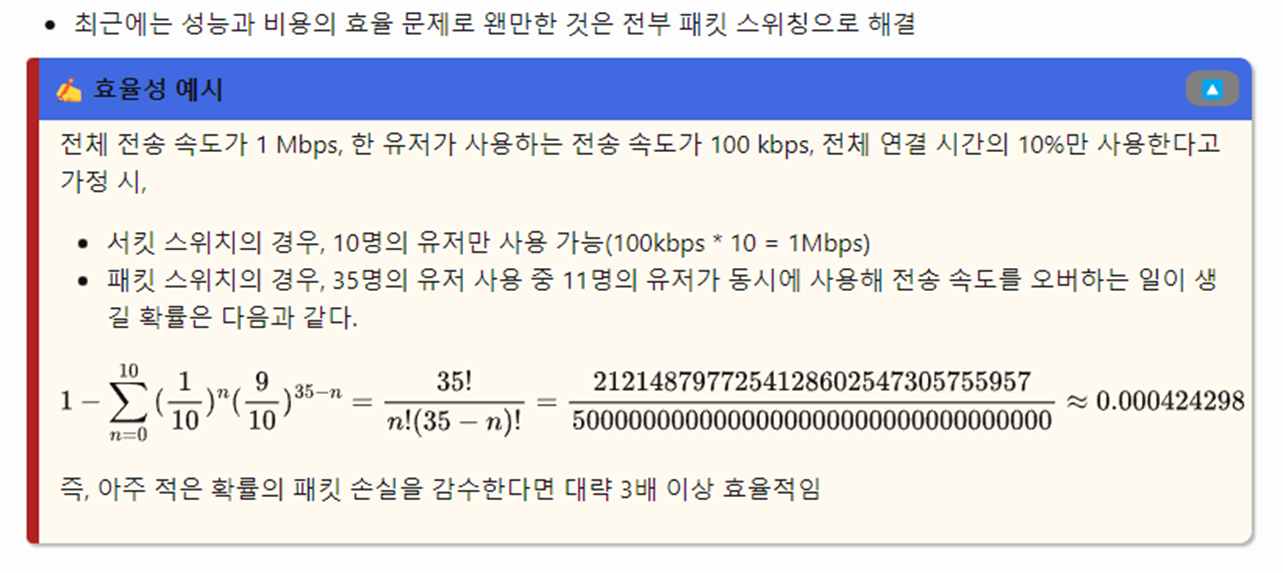 • 최근에는 성능과 비용의 효율 문제로 왠만한 것은 전부 패킷 스위칭으로 해결
✍️ 효율성 예시
전체 전송 속도가 1 Mbps, 한 유저가 사용하는 전송 속도가 100 kbps, 전체 연결 시간의 10%만 사용한다고
가정 시,
• 서킷 스위치의 경우, 10명의 유저만 사용 가능(100kbps * 10 = 1Mbps)
• 패킷 스위치의 경우, 35명의 유저 사용 중 11명의 유저가 동시에 사용해 전송 속도를 오버하는 일이 생
길 확률은 다음과 같다.
1 − \sum_{n=0}^{10} (\frac{1}{10})^n (\frac{9}{10})^{35−n} = \frac{35!}{n!(35 − n)!} = \frac{2121487977254128602547305755957}{5000000000000000000000000000000000} ≈ 0.000424298
즉, 아주 적은 확률의 패킷 손실을 감수한다면 대략 3배 이상 효율적임